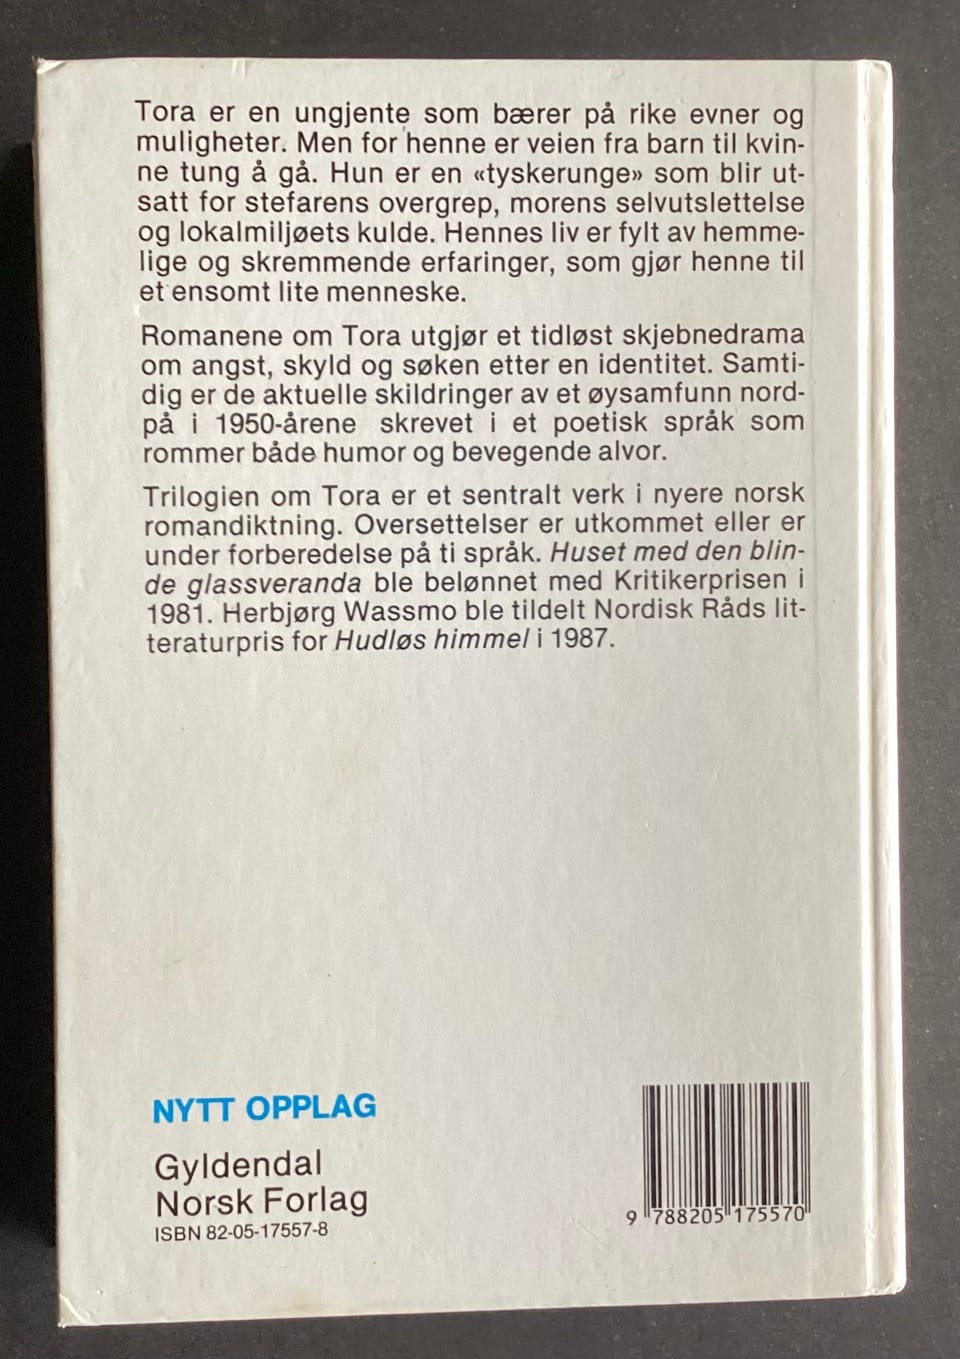 Tora er en ungjente som bærer på rike evner og
muligheter. Men for henne er veien fra barn til kvin-
ne tung å gå. Hun er en «tyskerunge» som blir ut-
satt for stefarens overgrep, morens selvutslettelse
og lokalmiljøets kulde. Hennes liv er fylt av hemme-
lige og skremmende erfaringer, som gjør henne til
et ensomt lite menneske.
Romanene om Tora utgjør et tidløst skjebnedrama
om angst, skyld og søken etter en identitet. Samti-
dig er de aktuelle skildringer av et øysamfunn nord-
på i 1950-årene skrevet i et poetisk språk som
rommer både humor og bevegende alvor.
Trilogien om Tora er et sentralt verk i nyere norsk
romandiktning. Oversettelser er utkommet eller er
under forberedelse på ti språk. Huset med den blin-
de glassveranda ble belønnet med Kritikerprisen i
1981. Herbjørg Wassmo ble tildelt Nordisk Råds lit-
teraturpris for Hudløs himmel i 1987.
NYTT OPPLAG
Gyldendal
Norsk Forlag
ISBN 82-05-17557-8
9 788205 175570